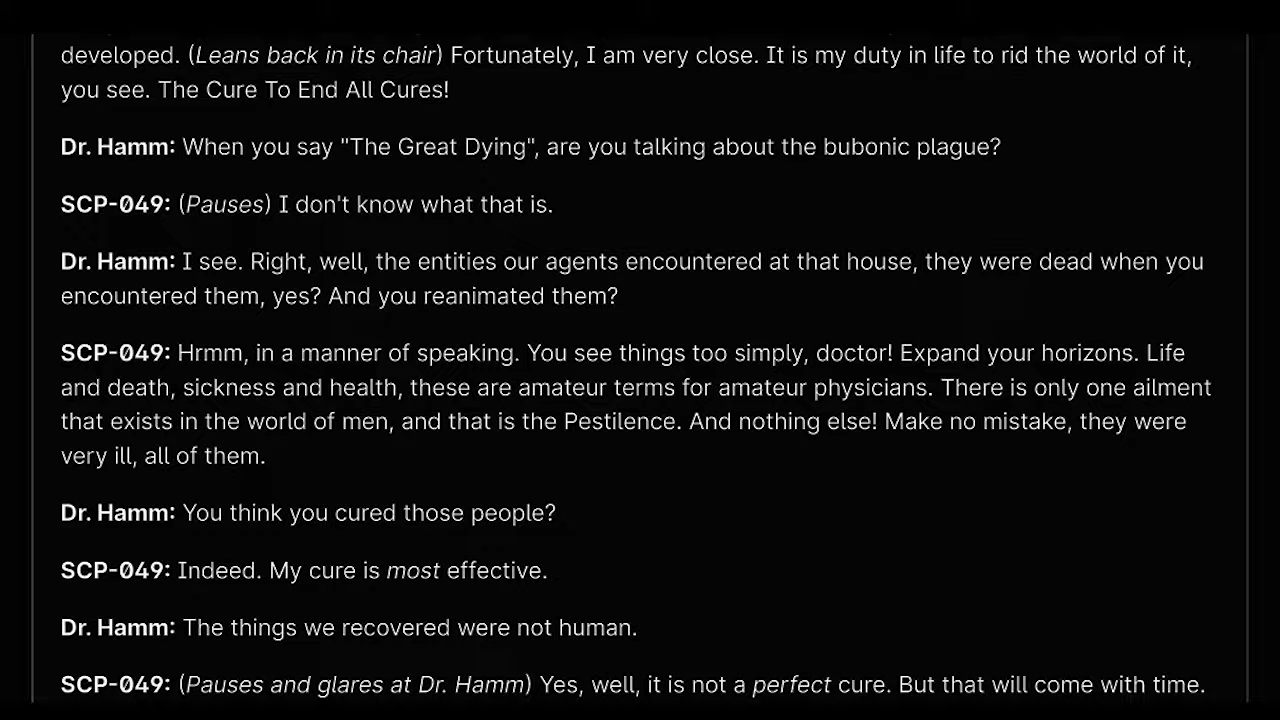 developed. (Leans back in its chair) Fortunately, I am very close. It is my duty in life to rid the world of it,
you see. The Cure To End All Cures!
Dr. Hamm: When you say "The Great Dying", are you talking about the bubonic plague?
SCP-049: (Pauses) I don't know what that is.
Dr. Hamm: I see. Right, well, the entities our agents encountered at that house, they were dead when you
encountered them, yes? And you reanimated them?
SCP-049: Hrmm, in a manner of speaking. You see things too simply, doctor! Expand your horizons. Life
and death, sickness and health, these are amateur terms for amateur physicians. There is only one ailment
that exists in the world of men, and that is the Pestilence. And nothing else! Make no mistake, they were
very ill, all of them.
Dr. Hamm: You think you cured those people?
SCP-049: Indeed. My cure is most effective.
Dr. Hamm: The things we recovered were not human.
SCP-049: (Pauses and glares at Dr. Hamm) Yes, well, it is not a perfect cure. But that will come with time.